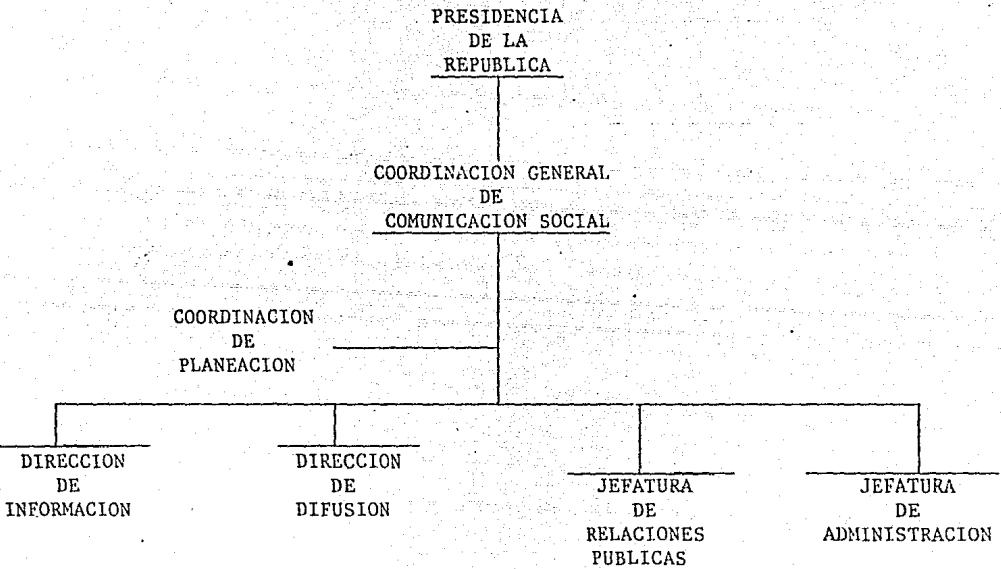 PRESIDENCIA
DE LA
REPUBLICA
COORDINACION GENERAL
DE
COMUNICACION SOCIAL
COORDINACION
DE
PLANEACION
DIRECCION
DE
INFORMACION
DIRECCION
DE
DIFUSION
JEFATURA
DE
RELACIONES
PUBLICAS
JEFATURA
DE
ADMINISTRACION